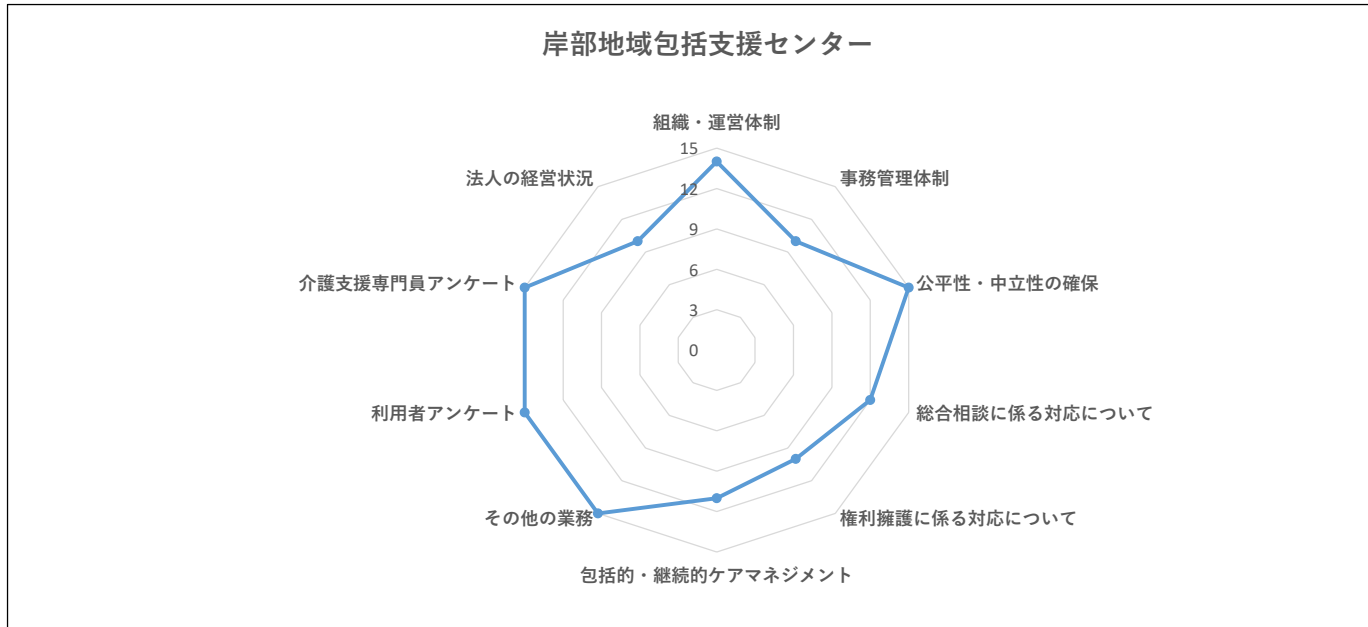 岸部地域包括支援センター
組織・運営体制
15
法人の経営状況
事務管理体制
12
9
介護支援専門員アンケート
公平性・中立性の確保
6
3
0
利用者アンケート
総合相談に係る対応について
その他の業務
権利擁護に係る対応について
包括的・継続的ケアマネジメント